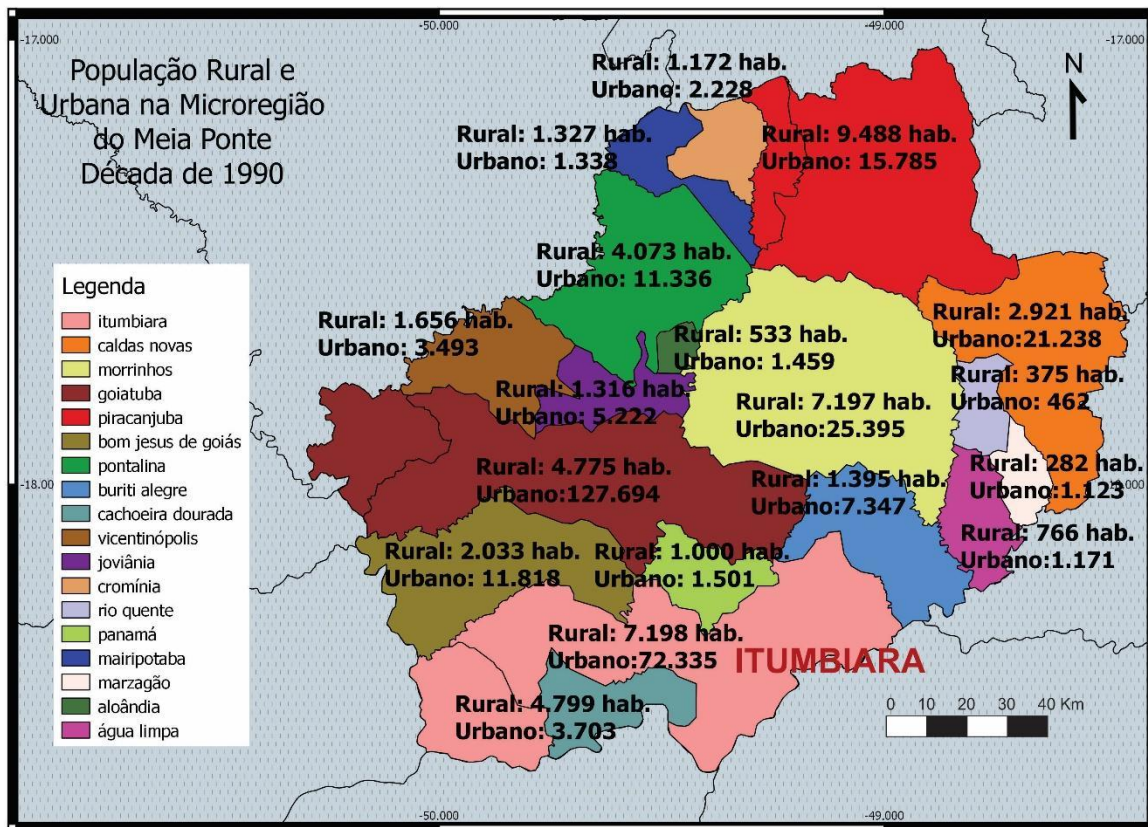 -50.000
-49.000
-17.000
-17.000
População Rural e
Urbana na Microregião
do Meia Ponte
Década de 1990
N
Rural: 1.172 hab.
Urbano: 2.228
Rural: 1.327 hab.
Urbano: 1.338
Rural: 9.488 hab.
Urbano: 15.785
Rural: 4.073 hab.
Urbano: 11.336
Rural: 1.656 hab.
Urbano: 3.493
Rural: 533 hab.
Urbano: 1.459
Rural: 2.921 hab.
Urbano:21.238
Rural: 1.316 hab.
Urbano: 5.222
Rural: 375 hab.
Urbano: 462
Rural: 7.197 hab.
Urbano:25.395
Rural: 4.775 hab.
Urbano:127.694
Rural: 1.395 hab.
Urbano:7.347
Rural: 282 hab.
Urbano:1.123
Rural: 766 hab.
Urbano:1.171
Rural: 2.033 hab.
Urbano: 11.818
Rural: 1.000 hab.
Urbano: 1.501
Rural: 7.198 hab.
Urbano:72.335
ITUMBIARA
Rural: 4.799 hab.
Urbano: 3.703
Legenda
itumbiara
caldas novas
morrinhos
goiatuba
piracanjuba
bom jesus de goiás
pontalina
buriti alegre
cachoeira dourada
vicentinópolis
joviânia
cromínia
rio quente
panamá
mairipotaba
marzagão
aloândia
água limpa
-18.000
0 10 20 30 40 Km
-50.000
-49.000